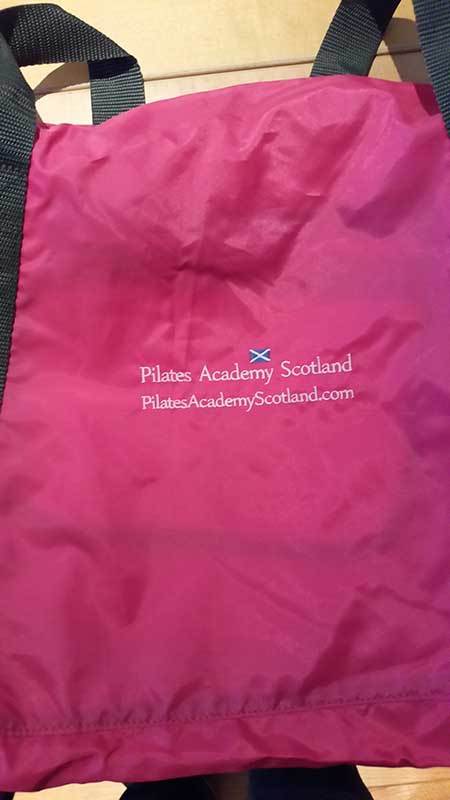 Pilates Academy Scotland
PilatesAcademyScotland.com